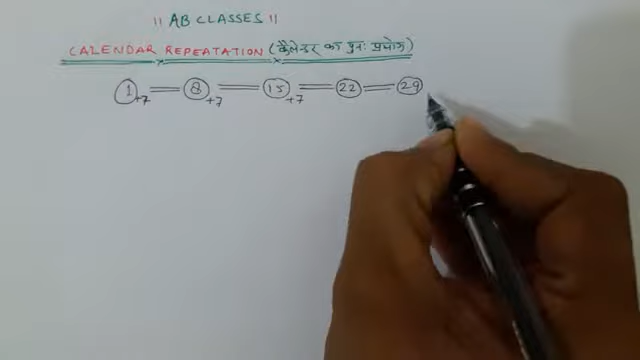 ॥ AB CLASSES ॥
CALENDAR REPEATATION (कैलेंडर का पुनः प्रयोग)
1 +7 = 8 +7 = 15 +7 = 22 = 29